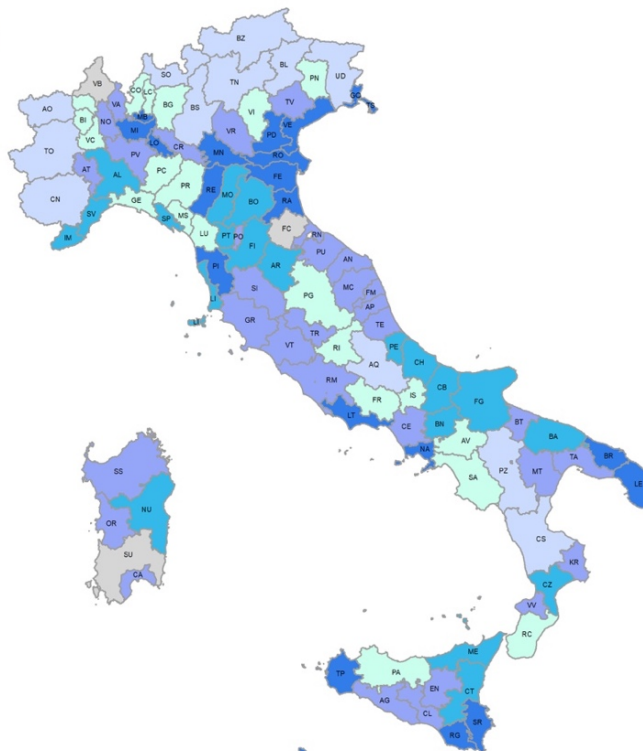 BZ
SO
BL
PN
UD
VB
TN
CO
LC
AO
VA
BG
BS
VI
TV
GO
TS
BI
NO
MB
MI
VR
VE
PD
TO
VC
LO
CR
MN
RO
PV
AT
AL
PC
FE
PR
RE
MO
BO
RA
CN
GE
SV
SP
MS
FC
RN
IM
LU
PT
PO
FI
PU
AN
PI
AR
MC
LI
SI
PG
FM
AP
LI
GR
TE
TR
VT
RI
PE
AQ
CH
RM
FR
IS
CB
FG
LT
CE
BN
BT
BA
AV
NA
BR
TA
SS
SA
PZ
MT
LE
NU
OR
CS
SU
KR
CA
CZ
VV
RC
ME
TP
PA
EN
CT
AG
CL
SR
RG